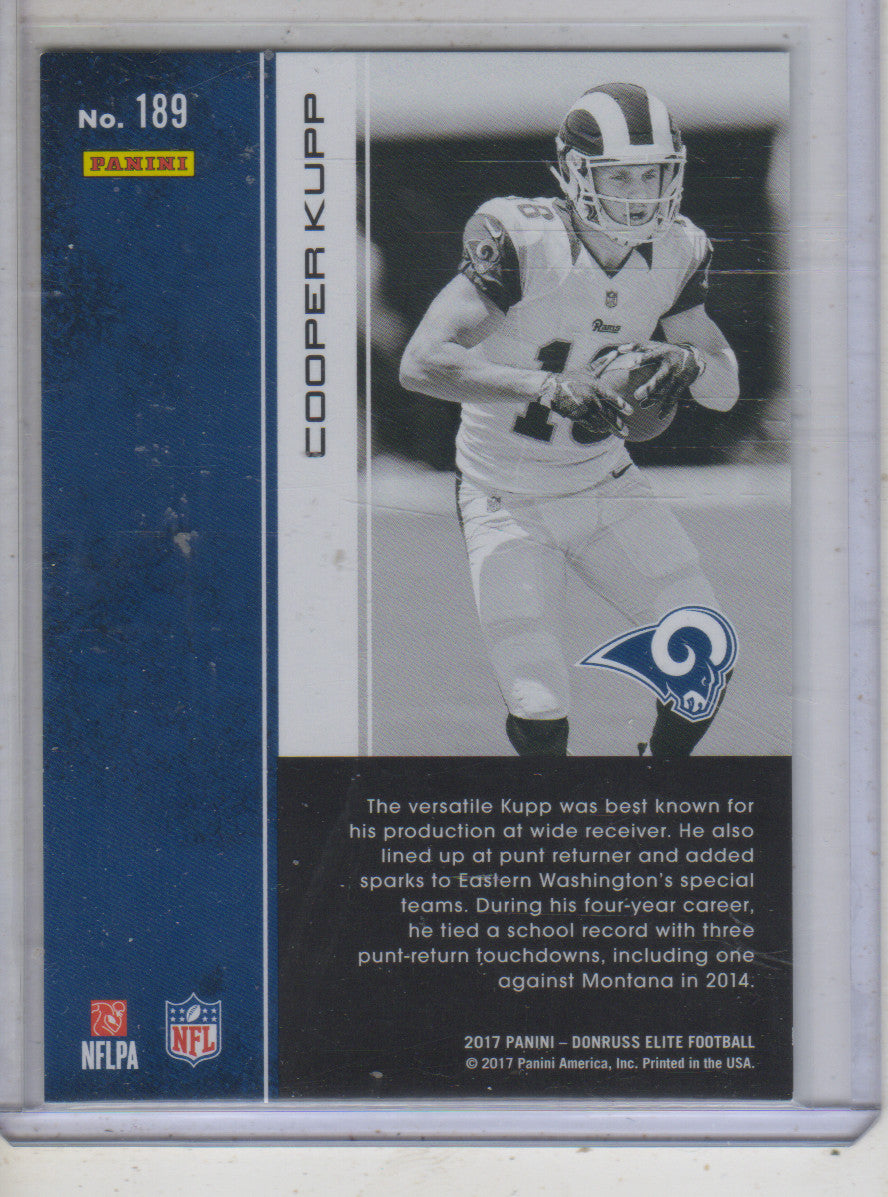 No. 189
PANINI
COOPER KUPP
18
Rams
18
The versatile Kupp was best known for
his production at wide receiver. He also
lined up at punt returner and added
sparks to Eastern Washington's special
teams. During his four-year career,
he tied a school record with three
punt-return touchdowns, including one
against Montana in 2014.
NFLPA
NFL
2017 PANINI – DONRUSS ELITE FOOTBALL
© 2017 Panini America, Inc. Printed in the USA.